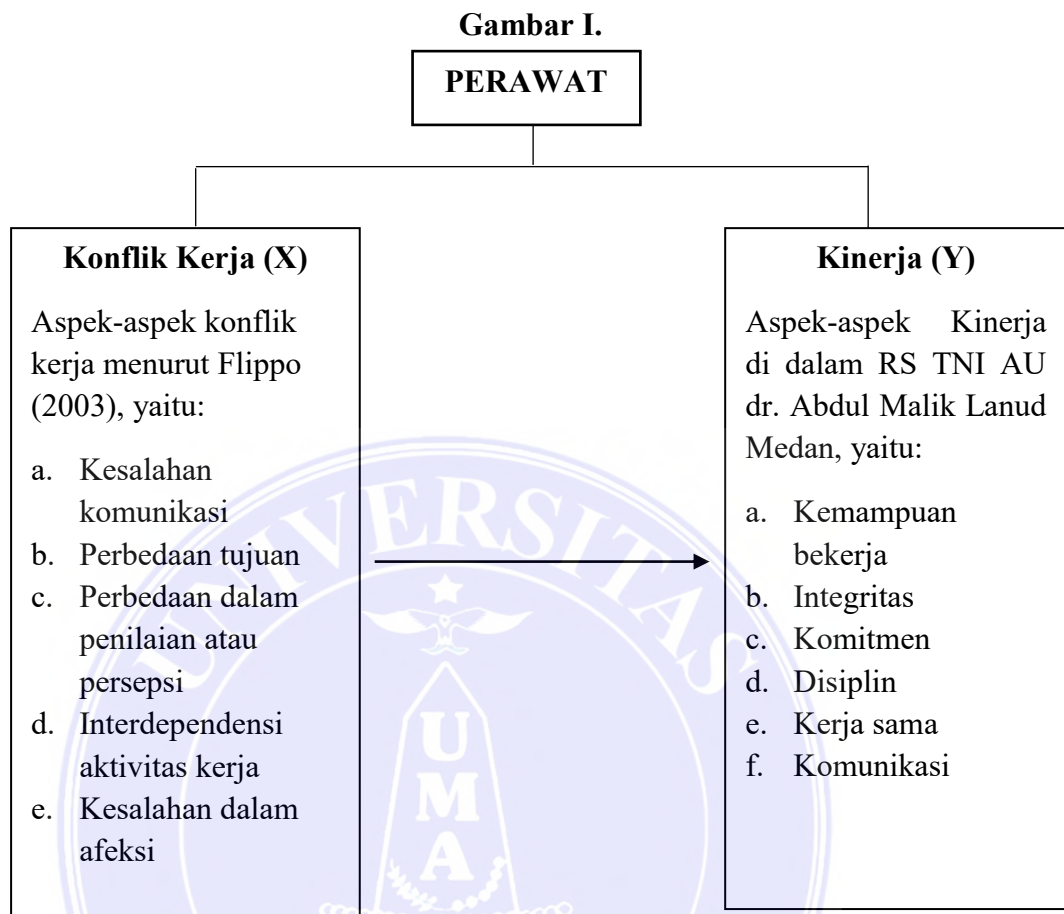 Gambar I.
PERAWAT
Konflik Kerja (X)
Aspek-aspek konflik
kerja menurut Flippo
(2003), yaitu:
a. Kesalahan
komunikasi
b. Perbedaan tujuan
c. Perbedaan dalam
penilaian atau
persepsi
d. Interdependensi
aktivitas kerja
e. Kesalahan dalam
afeksi
Kinerja (Y)
Aspek-aspek Kinerja
di dalam RS TNI AU
dr. Abdul Malik Lanud
Medan, yaitu:
a. Kemampuan
bekerja
b. Integritas
c. Komitmen
d. Disiplin
e. Kerja sama
f. Komunikasi
UNIVERSITAS
UMA